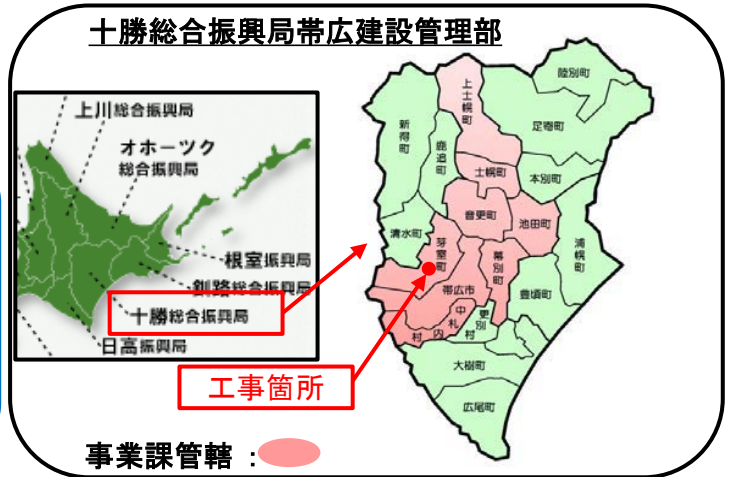 十勝総合振興局帯広建設管理部
上川総合振興局
オホーツク
総合振興局
根室振興局
釧路総合振興局
十勝総合振興局
日高振興局
工事箇所
陸別町
上士幌町
足寄町
新得町
鹿追町
士幌町
本別町
音更町
池田町
清水町
芽室町
幕別町
浦幌町
帯広市
豊頃町
中札内村
更別村
大樹町
広尾町
事業課管轄 :